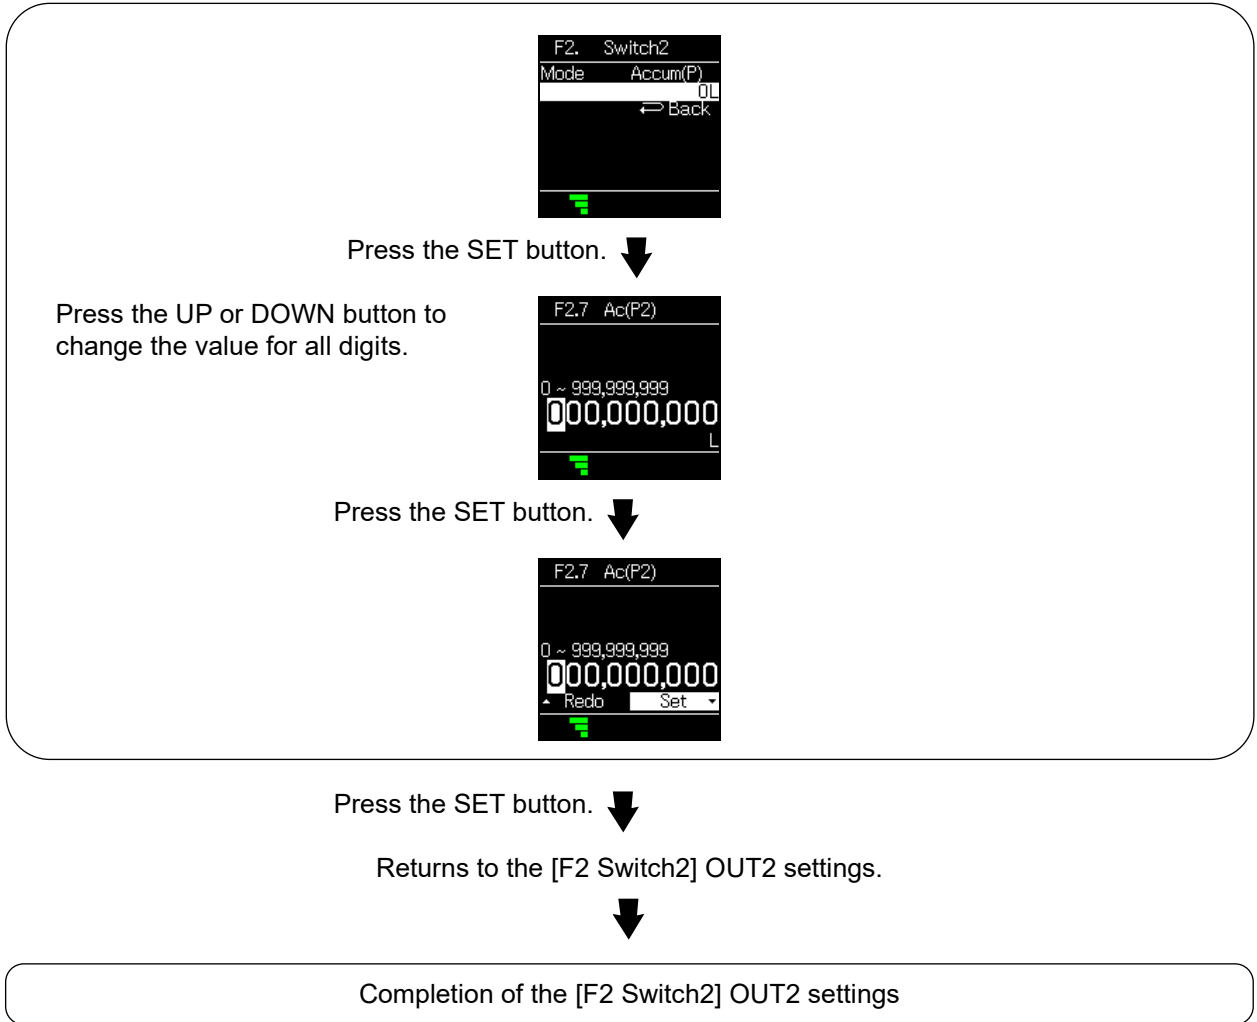 F2. Switch2
Mode Accum(P)
0L
Back
Press the SET button.
Press the UP or DOWN button to
change the value for all digits.
F2.7 Ac(P2)
0 ~ 999,999,999
000,000,000
L
Press the SET button.
F2.7 Ac(P2)
0 ~ 999,999,999
000,000,000
Redo Set
Press the SET button.
Returns to the [F2 Switch2] OUT2 settings.
Completion of the [F2 Switch2] OUT2 settings